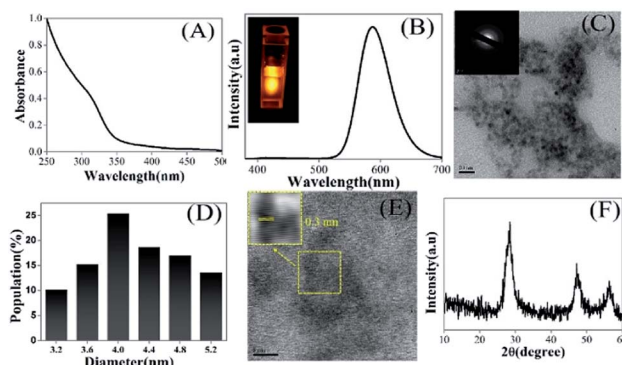 (A)
Absorbance
1.0
0.8
0.6
0.4
0.2
0.0
250 300 350 400 450 500
Wavelength(nm)
(B)
Intensity(a.u)
400 500 600 700
Wavelength(nm)
(C)
(D)
Population(%)
25
20
15
10
5
0
3.2 3.6 4.0 4.4 4.8 5.2
Diameter(nm)
(E)
0.3 nm
(F)
Intensity(a.u)
10 20 30 40 50 60
2θ(degree)